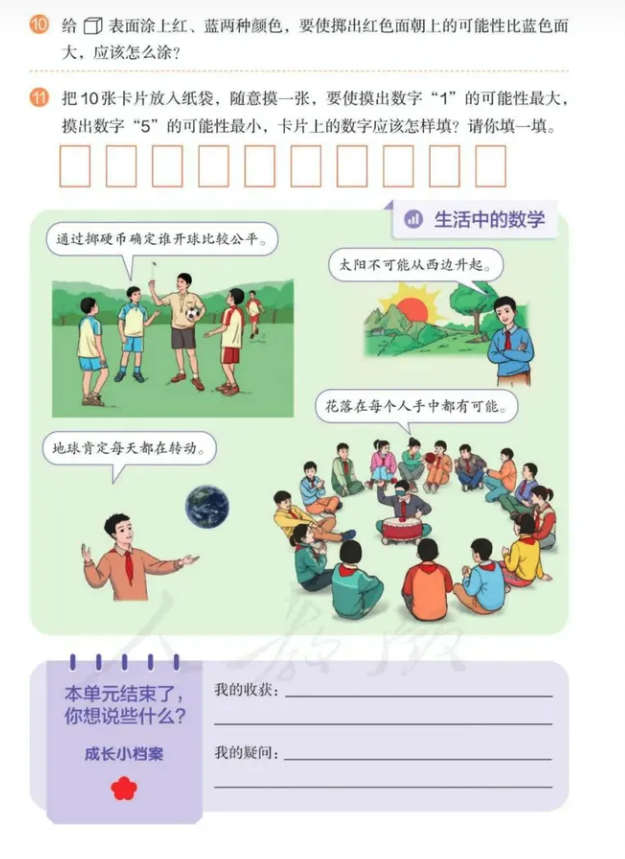 10 给 表面涂上红、蓝两种颜色，要使掷出红色面朝上的可能性比蓝色面
大，应该怎么涂？
11 把10张卡片放入纸袋，随意摸一张，要使摸出数字“1”的可能性最大，
摸出数字“5”的可能性最小，卡片上的数字应该怎样填？请你填一填。
生活中的数学
通过掷硬币确定谁开球比较公平。
太阳不可能从西边升起。
花落在每个人手中都有可能。
地球肯定每天都在转动。
人教版
本单元结束了，
你想说些什么？
成长小档案
我的收获：
我的疑问：